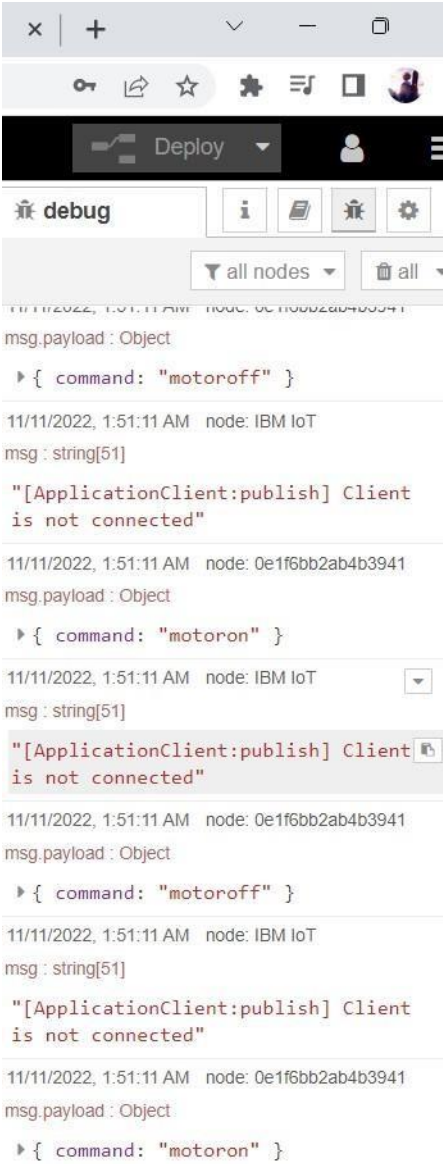 Deploy
debug
all nodes
all
msg.payload : Object
{ command: "motoroff" }
11/11/2022, 1:51:11 AM node: IBM IoT
msg : string[51]
"[ApplicationClient:publish] Client
is not connected"
11/11/2022, 1:51:11 AM node: 0e1f6bb2ab4b3941
msg.payload : Object
{ command: "motoron" }
11/11/2022, 1:51:11 AM node: IBM IoT
msg : string[51]
"[ApplicationClient:publish] Client
is not connected"
11/11/2022, 1:51:11 AM node: 0e1f6bb2ab4b3941
msg.payload : Object
{ command: "motoroff" }
11/11/2022, 1:51:11 AM node: IBM IoT
msg : string[51]
"[ApplicationClient:publish] Client
is not connected"
11/11/2022, 1:51:11 AM node: 0e1f6bb2ab4b3941
msg.payload : Object
{ command: "motoron" }